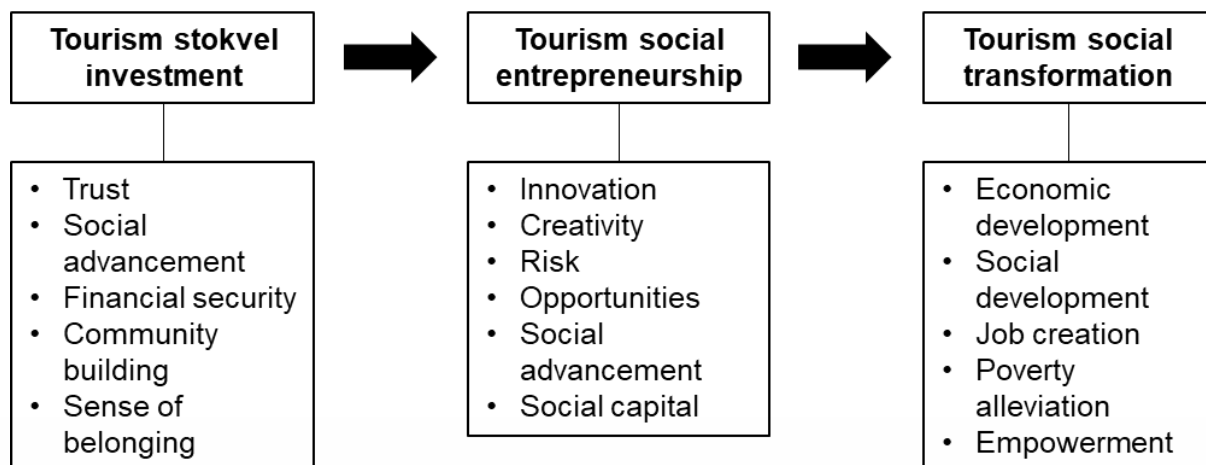 Tourism stokvel
investment
Tourism social
entrepreneurship
Tourism social
transformation
• Trust
• Social
advancement
• Financial security
• Community
building
• Sense of
belonging
• Innovation
• Creativity
• Risk
• Opportunities
• Social
advancement
• Social capital
• Economic
development
• Social
development
• Job creation
• Poverty
alleviation
• Empowerment